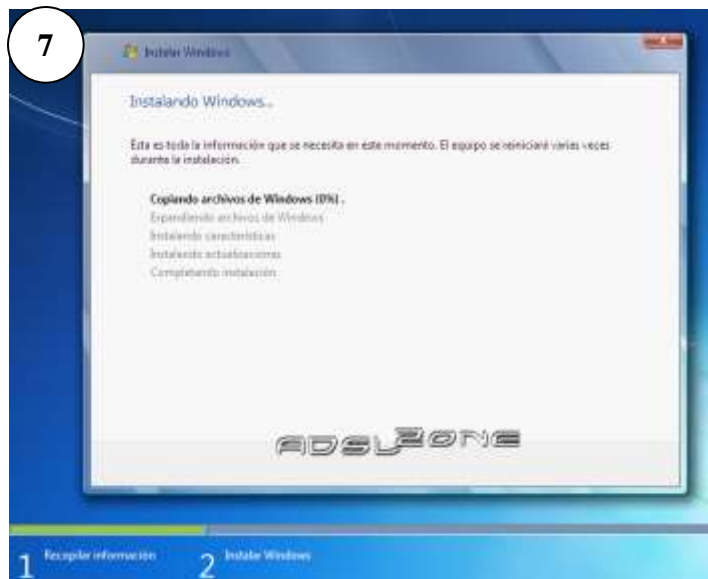 7
Instalar Windows
Instalando Windows...
Esta es toda la información que se necesita en este momento. El equipo se reiniciará varias veces
durante la instalación.
Copiando archivos de Windows (0%) .
Expandiendo archivos de Windows
Instalando características
Instalando actualizaciones
Completando instalación
ADSLZONE
1 Recopilar información
2 Instalar Windows